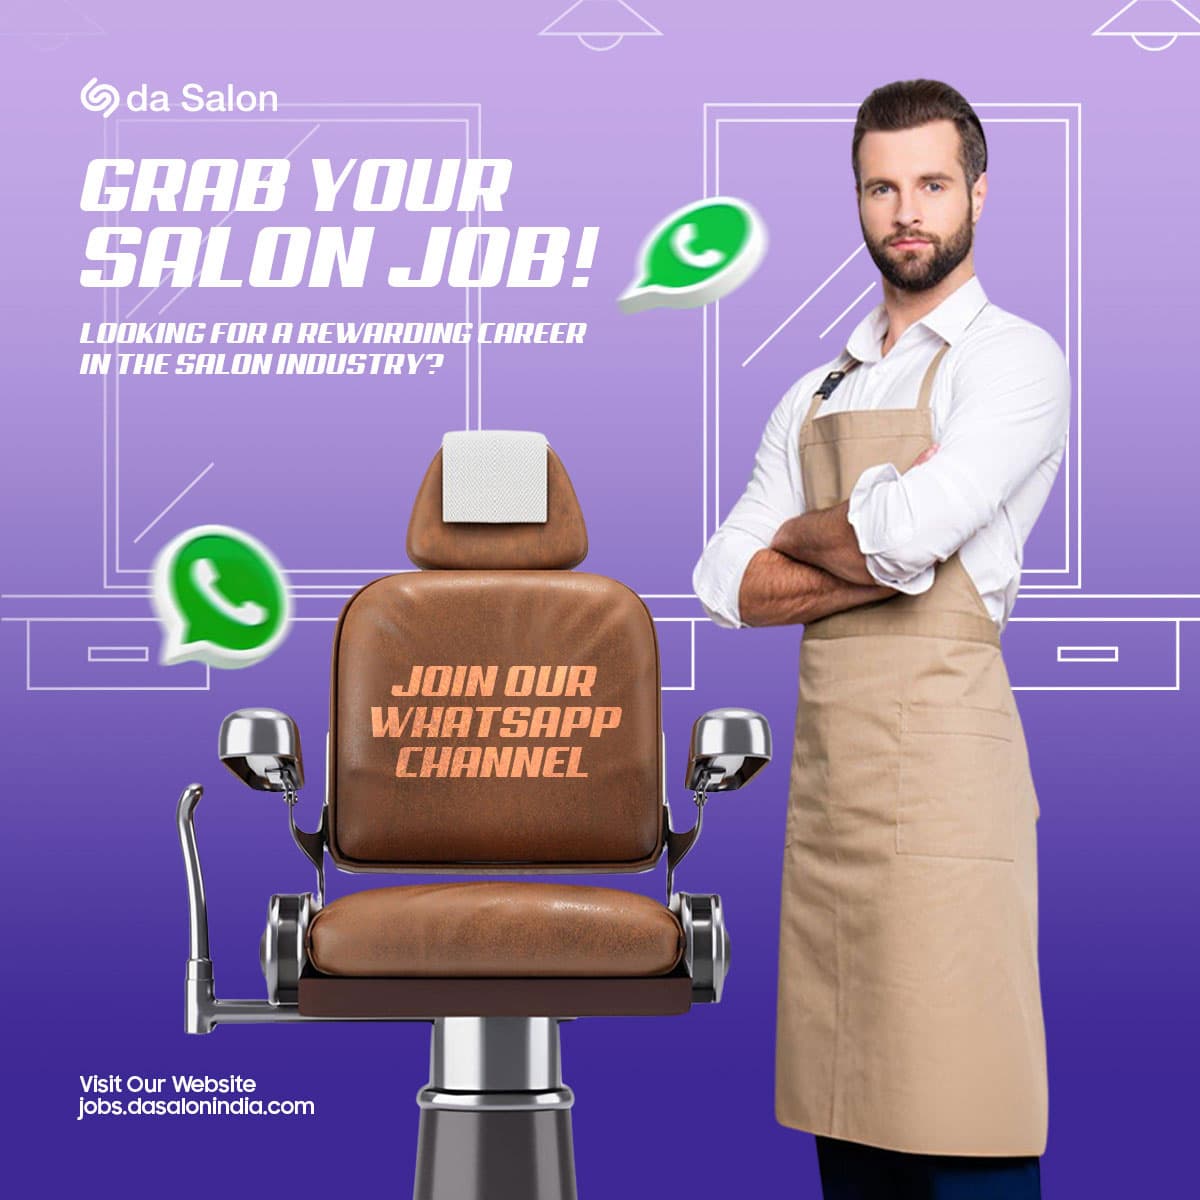 da Salon
GRAB YOUR
SALON JOB!
LOOKING FOR A REWARDING CAREER
IN THE SALON INDUSTRY?
JOIN OUR
WHATSAPP
CHANNEL
Visit Our Website
jobs.dasalonindia.com